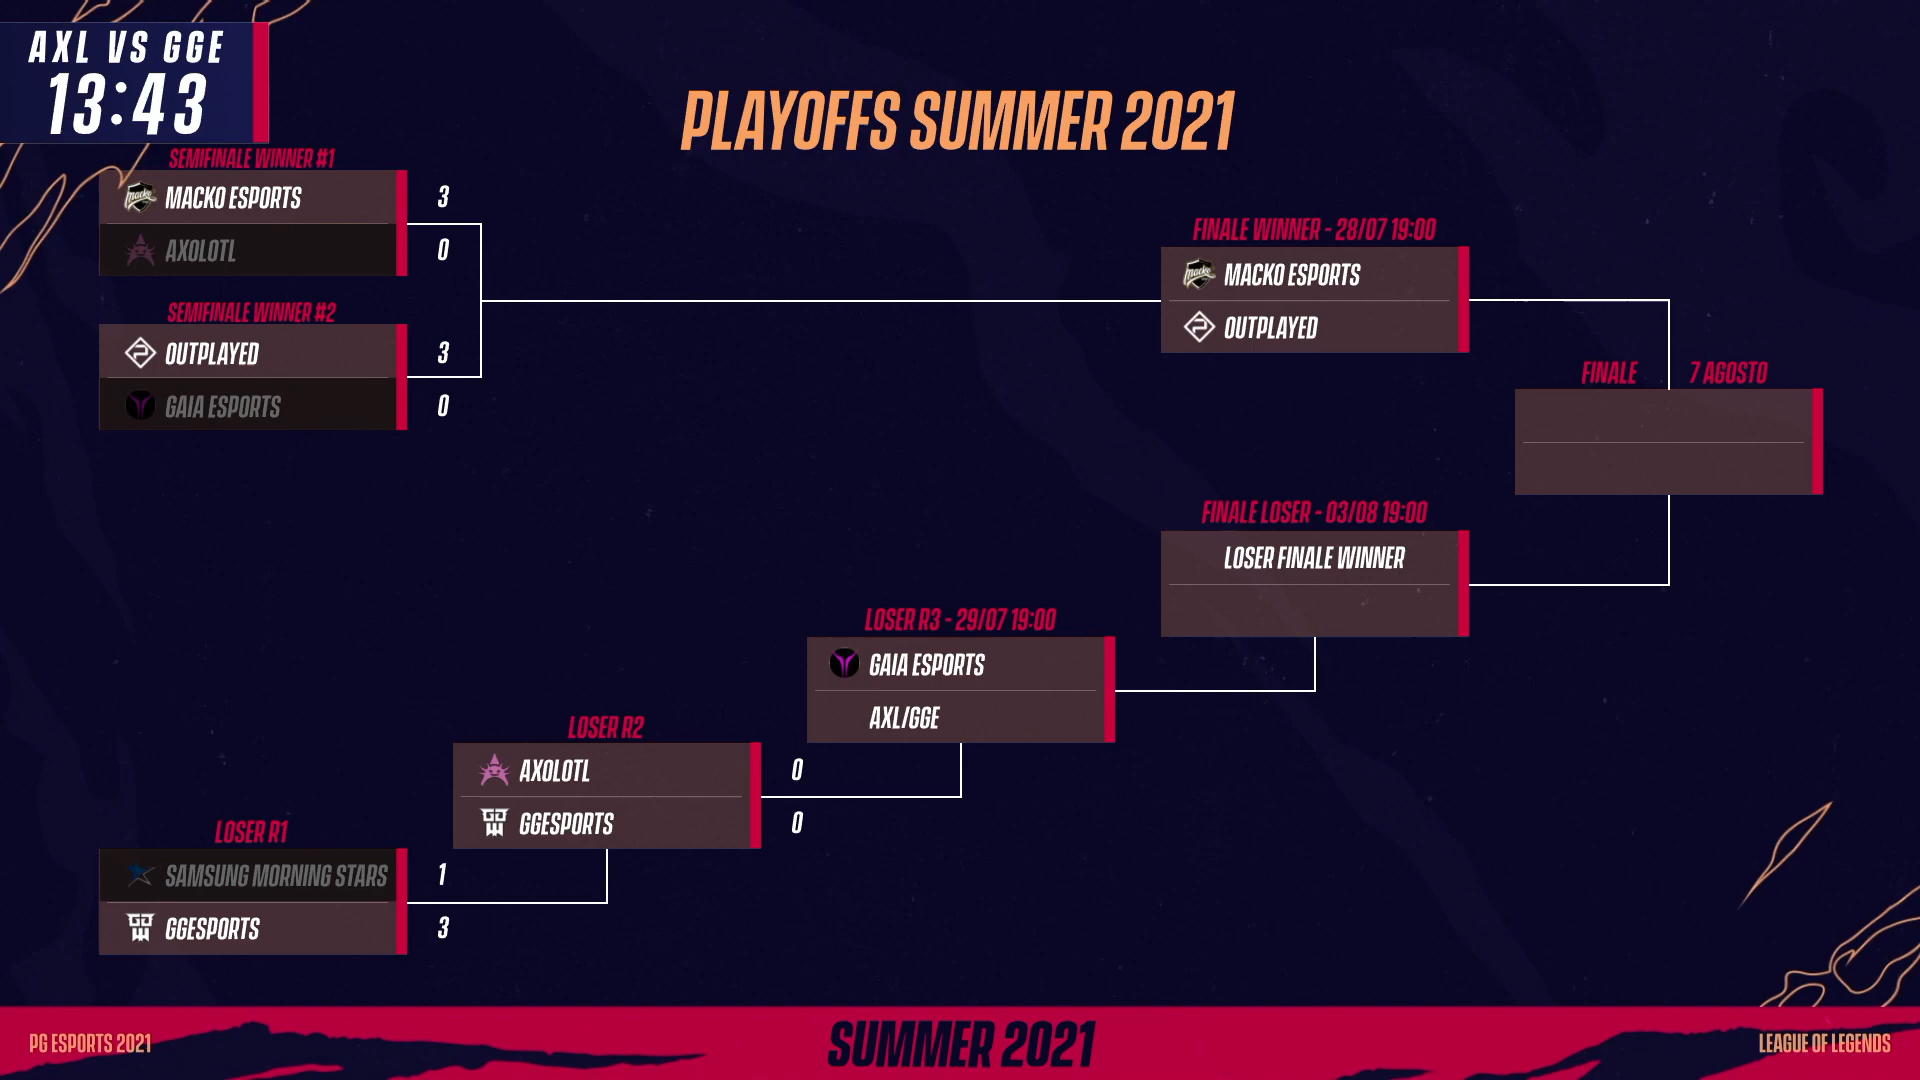 AXL VS GGE
13:43
PLAYOFFS SUMMER 2021
SEMIFINALE WINNER #1
MACKO ESPORTS 3
AXOLOTL 0
SEMIFINALE WINNER #2
OUTPLAYED 3
GAIA ESPORTS 0
FINALE WINNER - 28/07 19:00
macko MACKO ESPORTS
OUTPLAYED
FINALE 7 AGOSTO
FINALE LOSER - 03/08 19:00
LOSER FINALE WINNER
LOSER R3 - 29/07 19:00
GAIA ESPORTS
AXL/GGE
LOSER R2
AXOLOTL 0
GGESPORTS 0
LOSER R1
SAMSUNG MORNING STARS 1
GGESPORTS 3
PG ESPORTS 2021
SUMMER 2021
LEAGUE OF LEGENDS